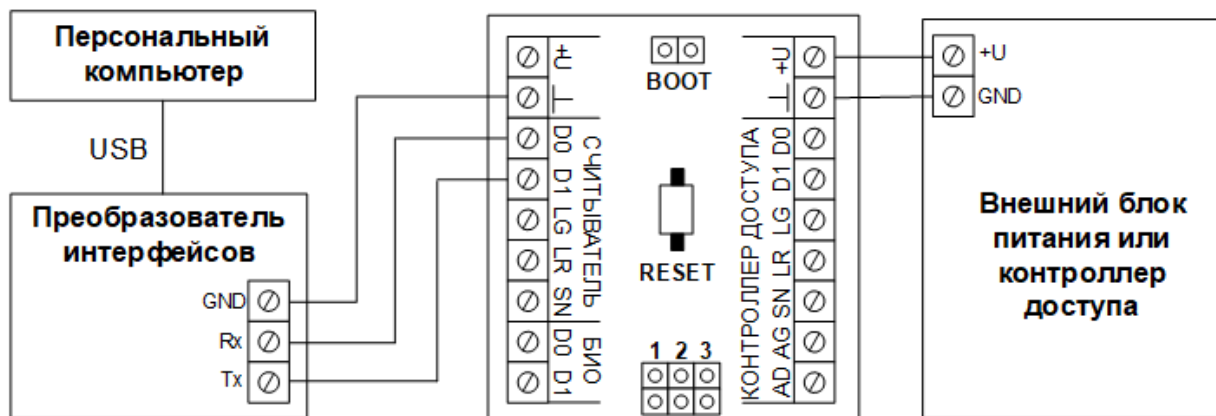 Персональный
компьютер
USB
Преобразователь
интерфейсов
GND
Rx
Tx
+U
⊥
D0
D1
LG
LR
SN
D0
D1
СЧИТЫВАТЕЛЬ
БИО
BOOT
RESET
1 2 3
КОНТРОЛЛЕР ДОСТУПА
+U
⊥
D0
D1
LG
LR
SN
AG
AD
+U
GND
Внешний блок
питания или
контроллер
доступа